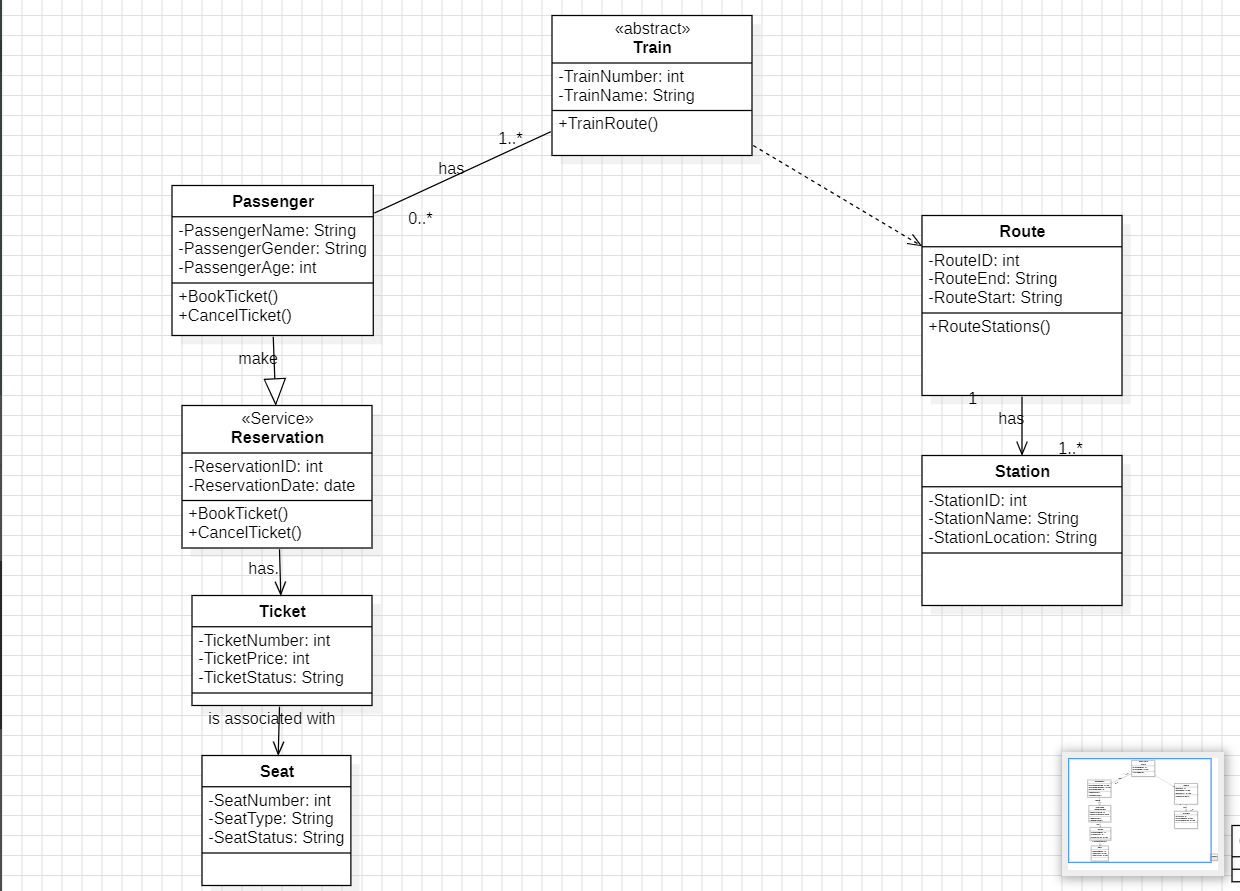 «abstract»
Train
-TrainNumber: int
-TrainName: String
+TrainRoute()
1..*
has
0..*
Passenger
-PassengerName: String
-PassengerGender: String
-PassengerAge: int
+BookTicket()
+CancelTicket()
make
«Service»
Reservation
-ReservationID: int
-ReservationDate: date
+BookTicket()
+CancelTicket()
has.
Ticket
-TicketNumber: int
-TicketPrice: int
-TicketStatus: String
is associated with
Seat
-SeatNumber: int
-SeatType: String
-SeatStatus: String
Route
-RouteID: int
-RouteEnd: String
-RouteStart: String
+RouteStations()
1
has
1..*
Station
-StationID: int
-StationName: String
-StationLocation: String